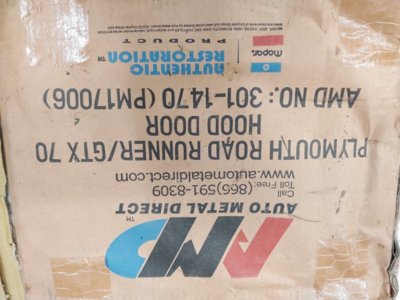 AMD
AUTO METAL DIRECT
Call
Toll Free: (866)591-8309
www.autometaldirect.com
PLYMOUTH ROAD RUNNER/GTX 70
HOOD DOOR
AMD NO.: 301-1470 (PM17006)
AUTHENTIC
RESTORATION™
PRODUCT
mopar